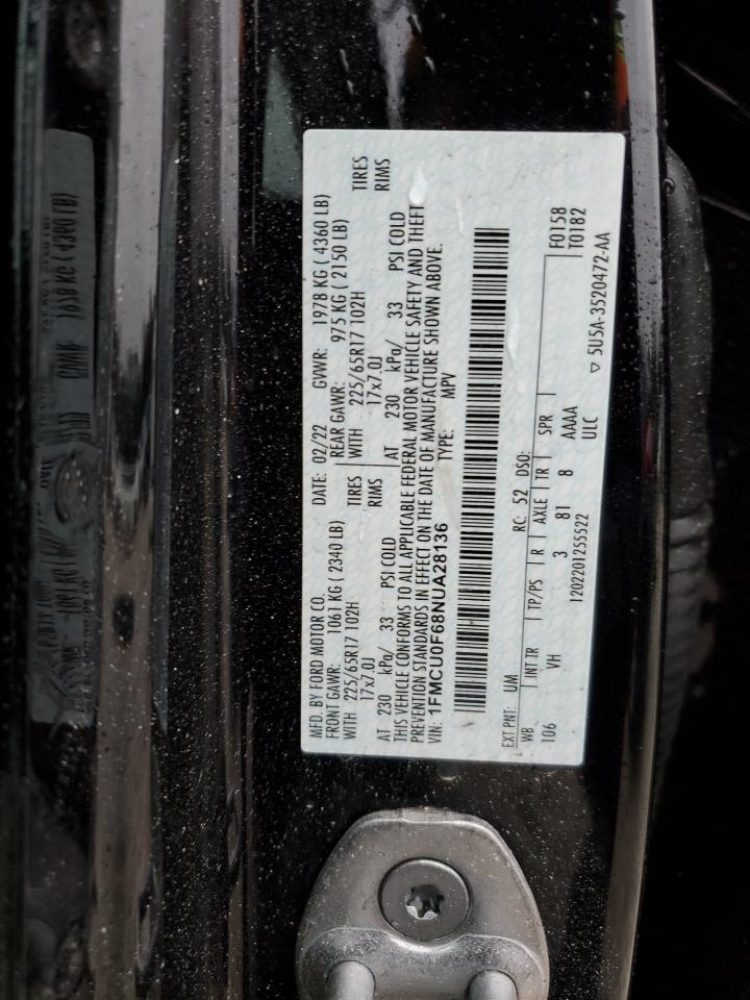 MFD. BY FORD MOTOR CO.
DATE: 02/22 GVWR: 1978 KG ( 4360 LB)
FRONT GAWR: 1061 KG ( 2340 LB) REAR GAWR: 975 KG ( 2150 LB)
WITH 225/65R17 102H TIRES WITH 225/65R17 102H TIRES
17x7.0J RIMS 17x7.0J RIMS
AT 230 kPa/ 33 PSI COLD AT 230 kPa/ 33 PSI COLD
THIS VEHICLE CONFORMS TO ALL APPLICABLE FEDERAL MOTOR VEHICLE SAFETY AND THEFT
PREVENTION STANDARDS IN EFFECT ON THE DATE OF MANUFACTURE SHOWN ABOVE.
VIN: 1FMCU0F68NUA28136 TYPE: MPV
EXT PNT: UM RC: 52 DSO: F0158
WB INT TR TP/PS R AXLE TR SPR T0182
106 VH 3 81 8 AAAA
1202201255522 ULC
▽ 5U5A-3520472-AA